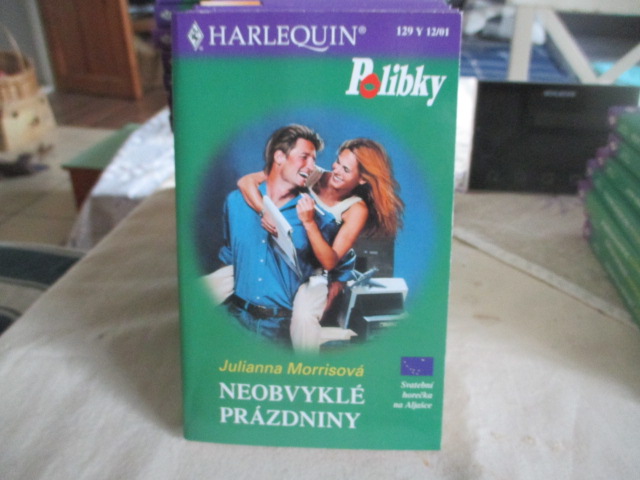 HARLEQUIN®
129 Y 12/01
Polibky
Julianna Morrisová
NEOBVYKLÉ
PRÁZDNINY
Svatební
horečka
na Aljašce